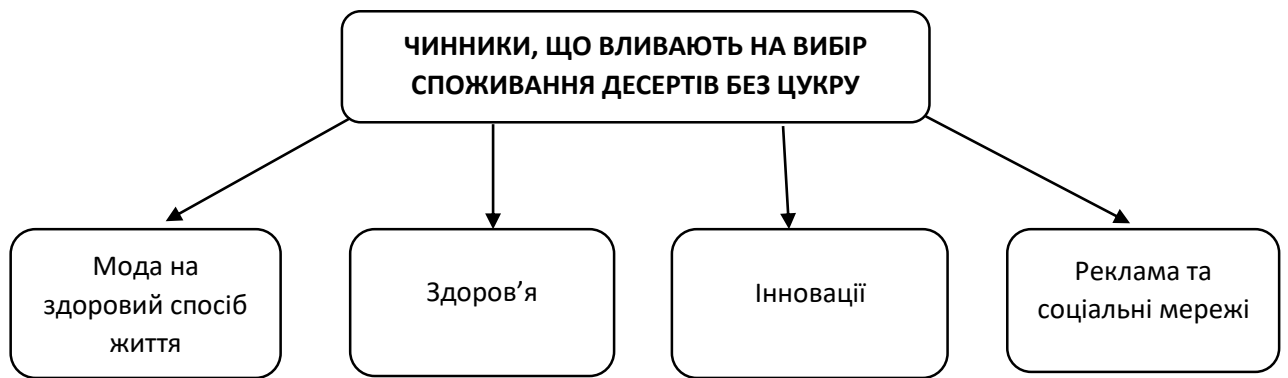 ЧИННИКИ, ЩО ВЛИВАЮТЬ НА ВИБІР
СПОЖИВАННЯ ДЕСЕРТІВ БЕЗ ЦУКРУ
Мода на
здоровий спосіб
життя
Здоров’я
Інновації
Реклама та
соціальні мережі